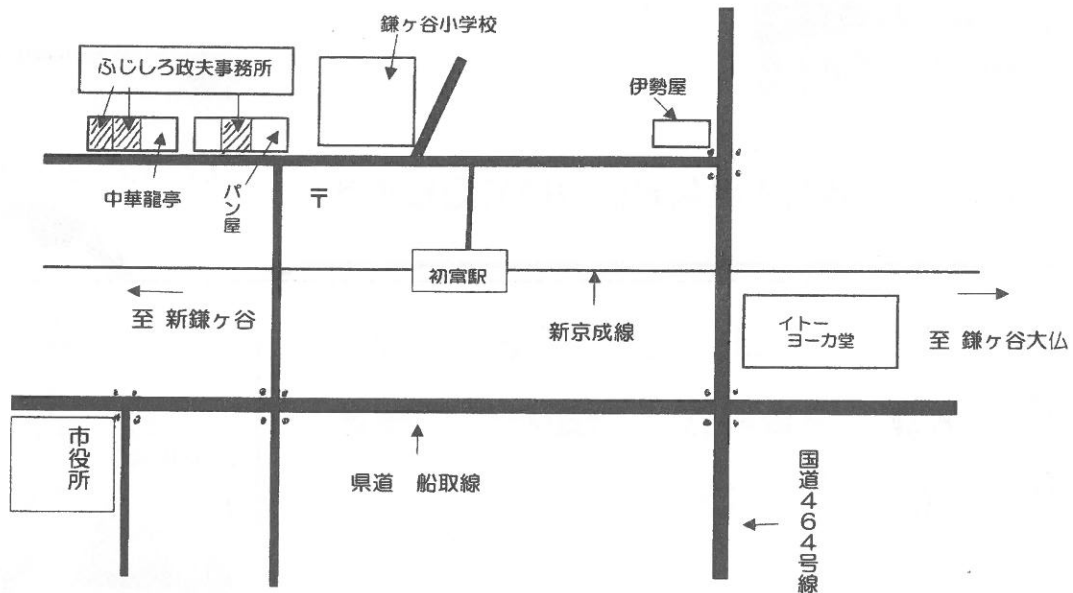 鎌ヶ谷小学校
ふじしろ政夫事務所
伊勢屋
中華龍亭
パン屋
〒
初富駅
至 新鎌ヶ谷
新京成線
イトー
ヨーカ堂
至 鎌ヶ谷大仏
市役所
県道 船取線
国道464号線